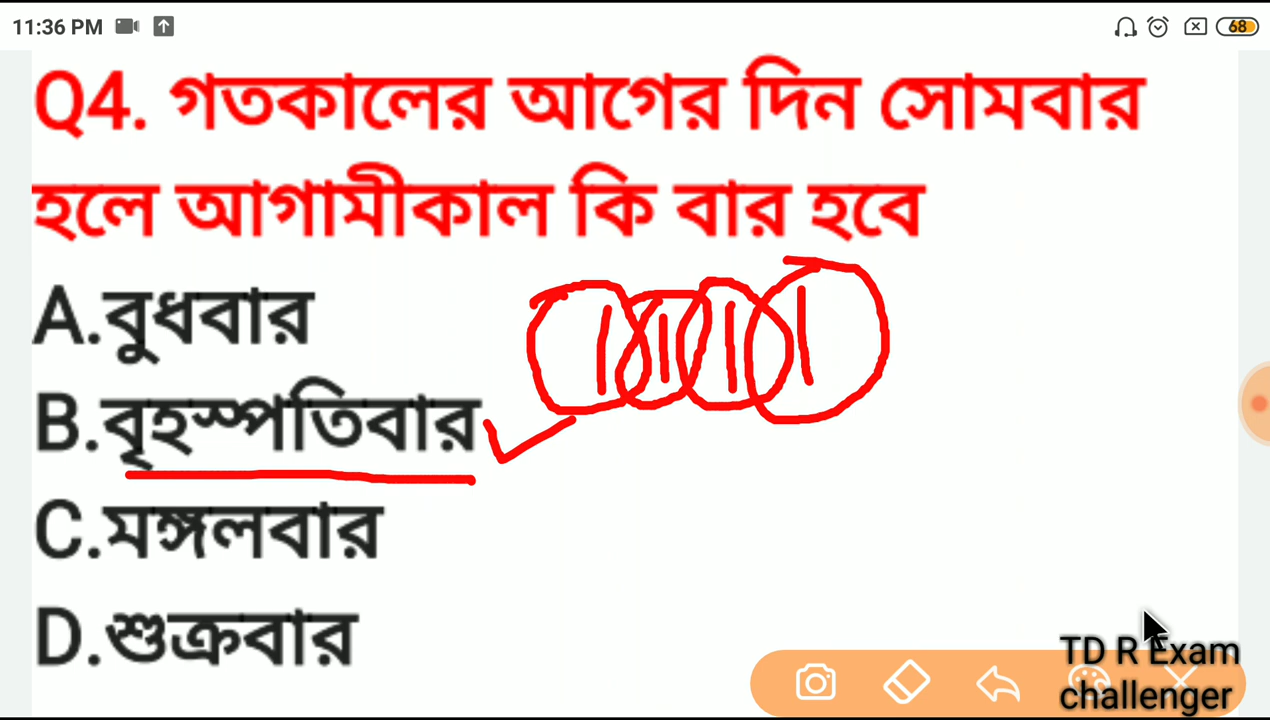 11:36 PM
68
Q4. গতকালের আগের দিন সোমবার
হলে আগামীকাল কি বার হবে
A.বুধবার
B.বৃহস্পতিবার
C.মঙ্গলবার
D.শুক্রবার
TD R Exam
challenger